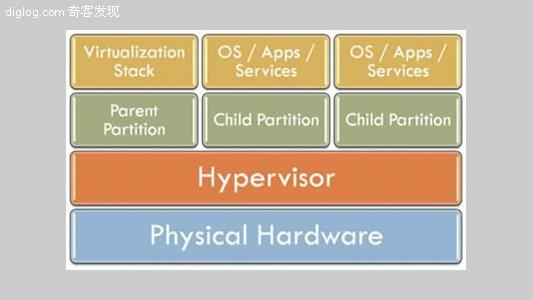 diglog.com 奇客发现
Virtualization
Stack
OS / Apps /
Services
OS / Apps /
Services
Parent
Partition
Child Partition
Child Partition
Hypervisor
Physical Hardware